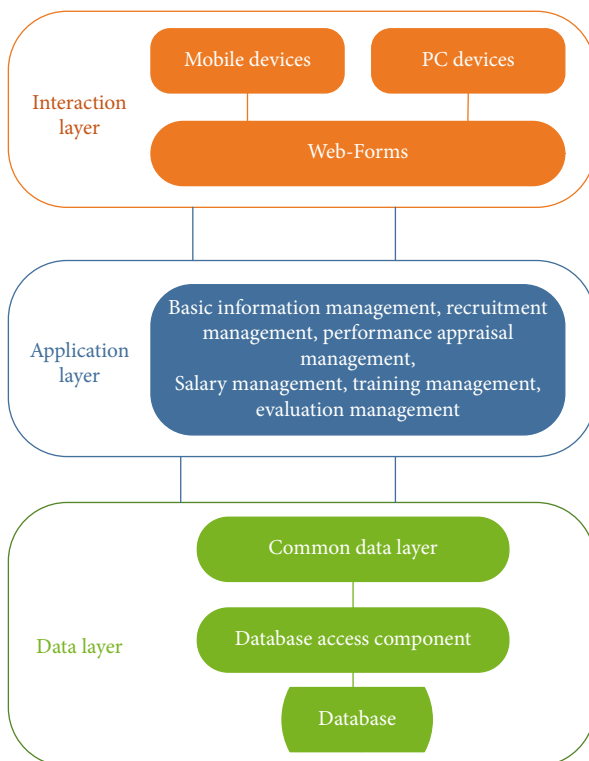 Mobile devices
PC devices
Interaction
layer
Web-Forms
Basic information management, recruitment
management, performance appraisal
management,
Salary management, training management,
evaluation management
Application
layer
Common data layer
Data layer
Database access component
Database